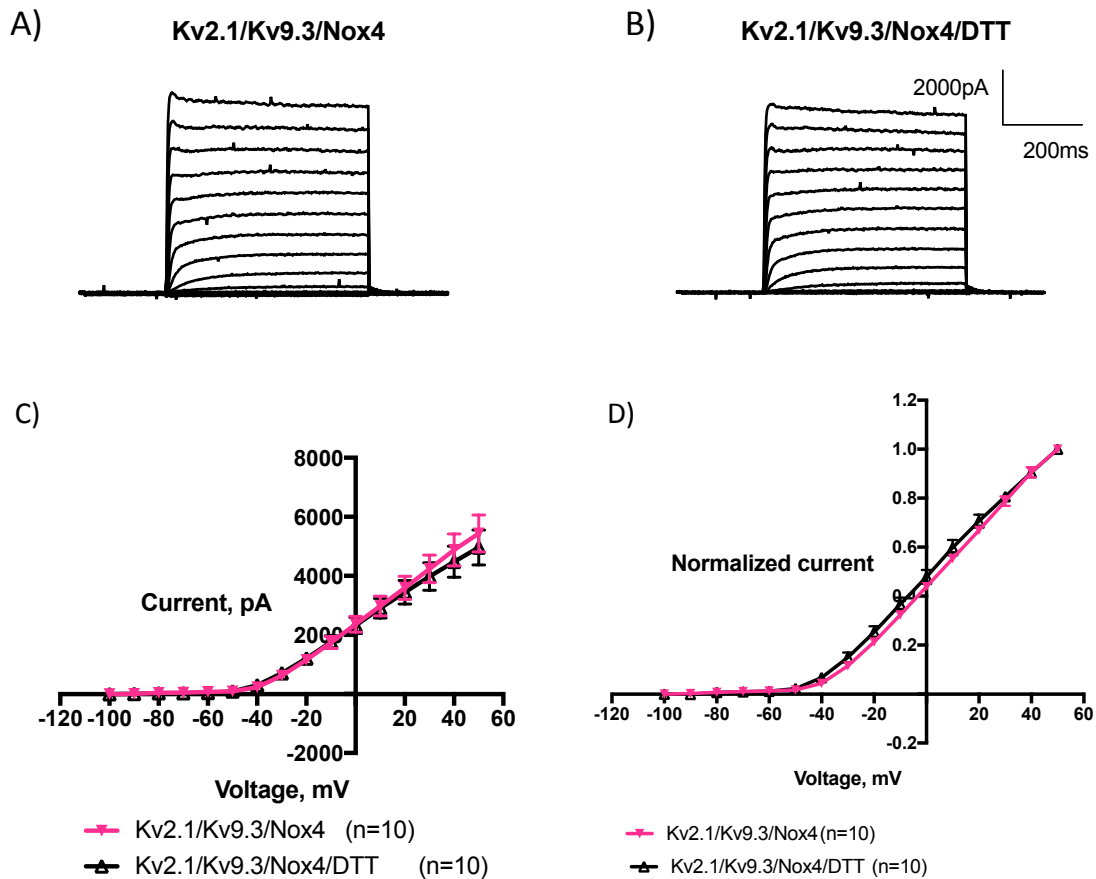 A)
Kv2.1/Kv9.3/Nox4
B)
Kv2.1/Kv9.3/Nox4/DTT
2000pA
200ms
C)
8000
6000
4000
2000
-2000
Current, pA
-120 -100 -80 -60 -40 -20 20 40 60
Voltage, mV
Kv2.1/Kv9.3/Nox4 (n=10)
Kv2.1/Kv9.3/Nox4/DTT (n=10)
D)
1.2
1.0
0.8
0.6
0.4
0.2
-0.2
Normalized current
-120 -100 -80 -60 -40 -20 20 40 60
Voltage, mV
Kv2.1/Kv9.3/Nox4 (n=10)
Kv2.1/Kv9.3/Nox4/DTT (n=10)